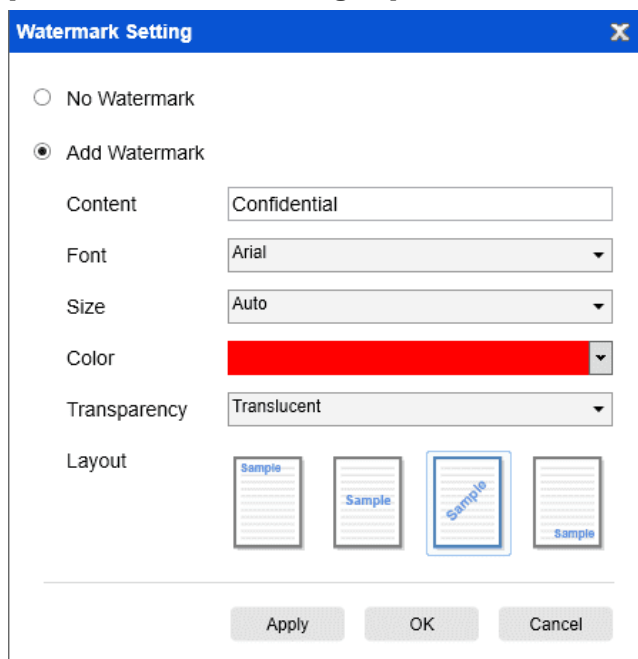 Watermark Setting
No Watermark
Add Watermark
Content Confidential
Font Arial
Size Auto
Color
Transparency Translucent
Layout
Sample Sample Sample Sample
Apply OK Cancel